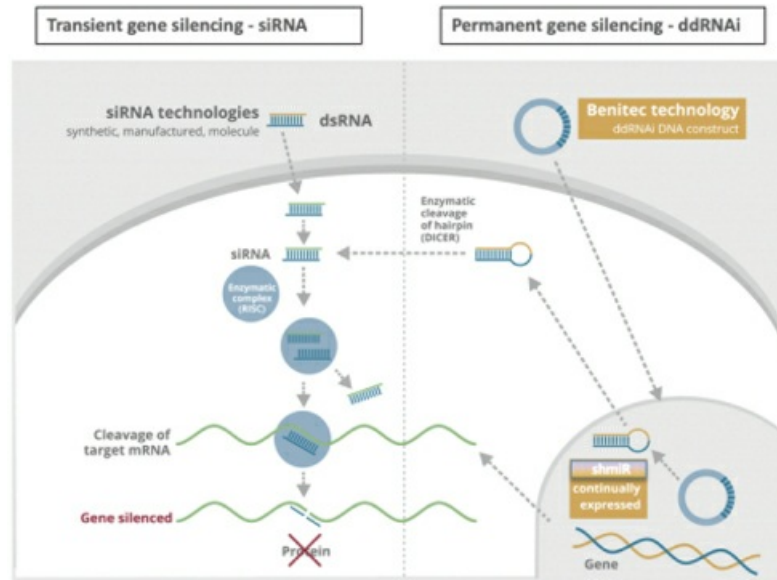 Transient gene silencing - siRNA
Permanent gene silencing - ddRNAi
siRNA technologies
synthetic, manufactured, molecule
dsRNA
Benitec technology
ddRNAi DNA construct
Enzymatic
cleavage
of hairpin
(DICER)
siRNA
Enzymatic
complex
(RISC)
Cleavage of
target mRNA
Gene silenced
Protein
shmiR
continually
expressed
Gene